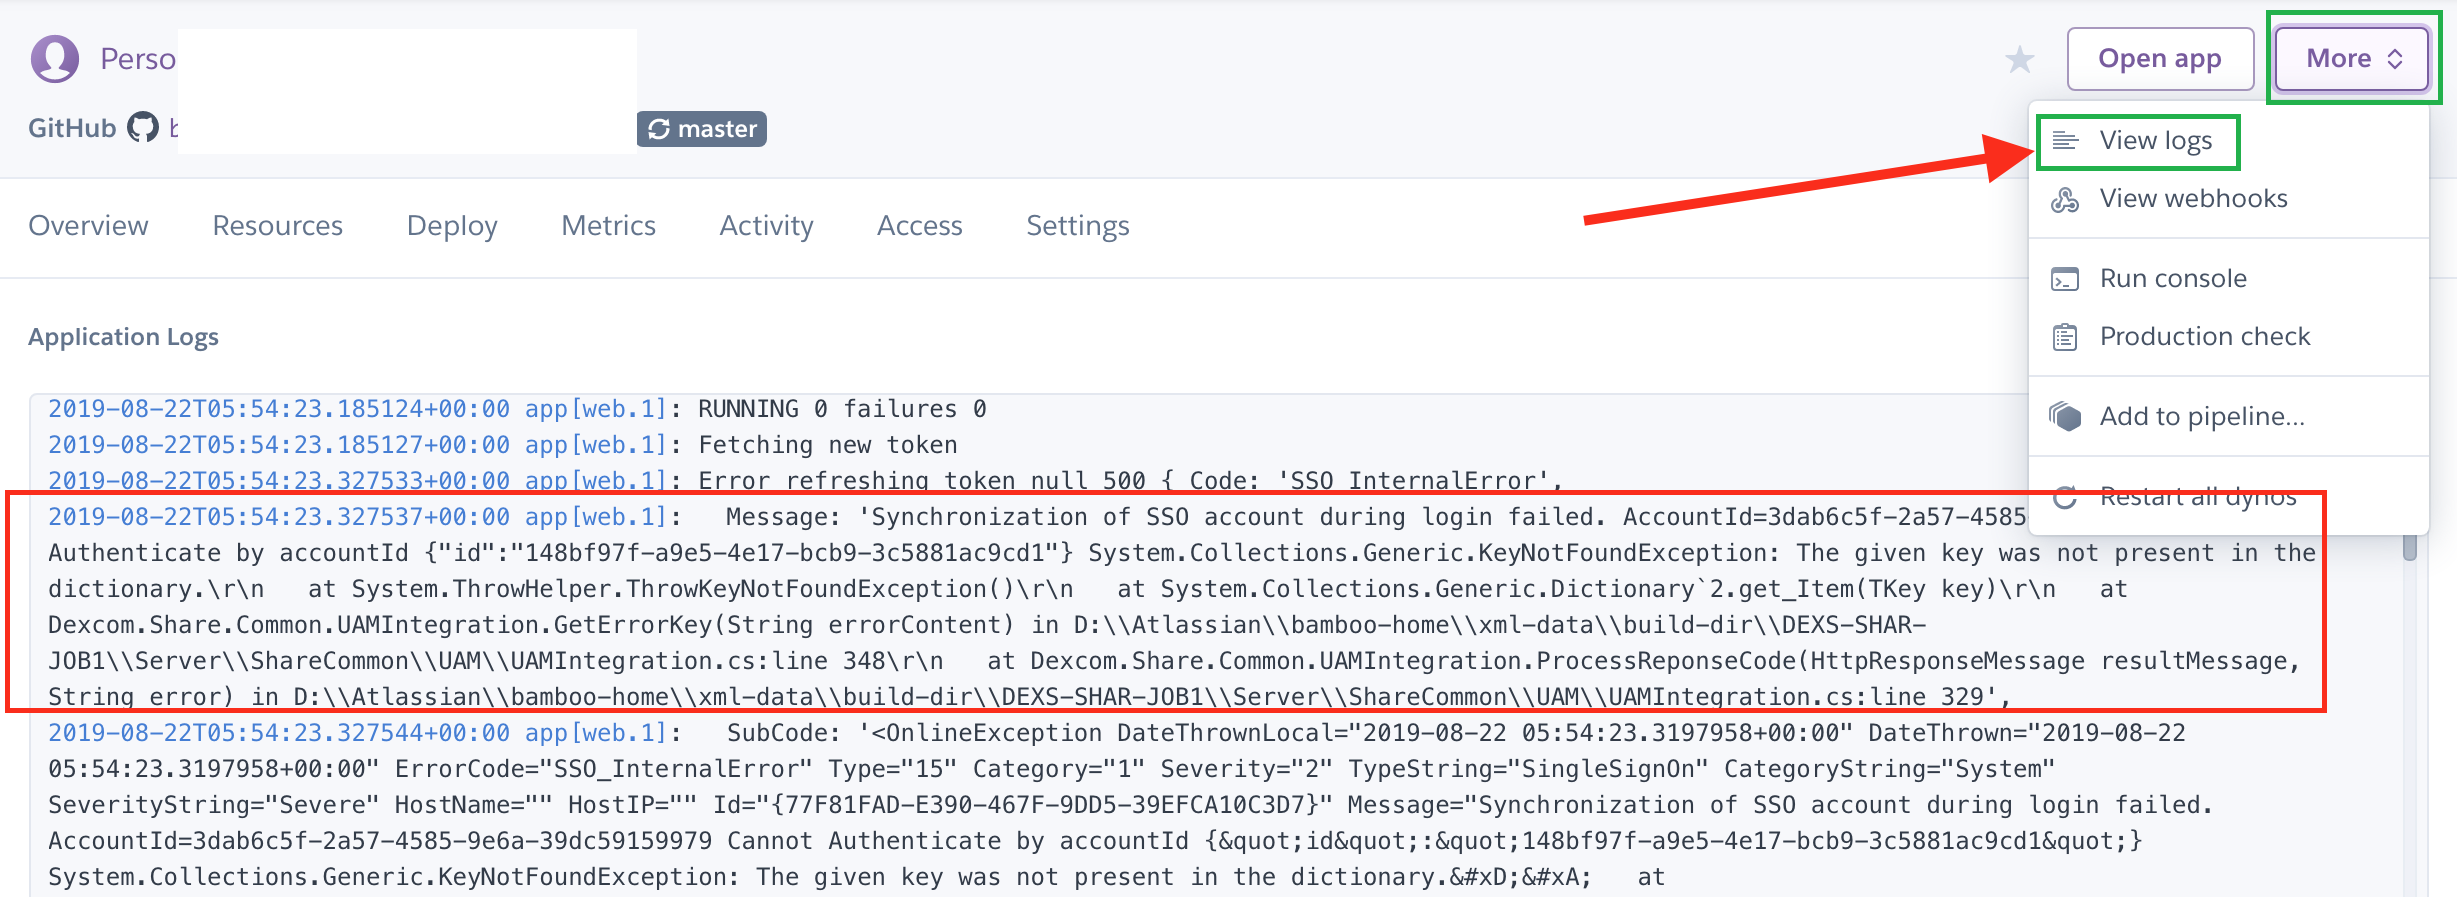 Perso
Open app
More
GitHub
master
View logs
View webhooks
Run console
Production check
Add to pipeline...
Restart all dynos
Overview Resources Deploy Metrics Activity Access Settings
Application Logs
2019-08-22T05:54:23.185124+00:00 app[web.1]: RUNNING 0 failures 0
2019-08-22T05:54:23.185127+00:00 app[web.1]: Fetching new token
2019-08-22T05:54:23.327533+00:00 app[web.1]: Error refreshing token null 500 { Code: 'SSO_InternalError',
2019-08-22T05:54:23.327537+00:00 app[web.1]:   Message: 'Synchronization of SSO account during login failed. AccountId=3dab6c5f-2a57-4585
Authenticate by accountId {"id":"148bf97f-a9e5-4e17-bcb9-3c5881ac9cd1"} System.Collections.Generic.KeyNotFoundException: The given key was not present in the
dictionary.\r\n   at System.ThrowHelper.ThrowKeyNotFoundException()\r\n   at System.Collections.Generic.Dictionary`2.get_Item(TKey key)\r\n   at
Dexcom.Share.Common.UAMIntegration.GetErrorKey(String errorContent) in D:\\Atlassian\\bamboo-home\\xml-data\\build-dir\\DEXS-SHAR-
JOB1\\Server\\ShareCommon\\UAM\\UAMIntegration.cs:line 348\r\n   at Dexcom.Share.Common.UAMIntegration.ProcessReponseCode(HttpResponseMessage resultMessage,
String error) in D:\\Atlassian\\bamboo-home\\xml-data\\build-dir\\DEXS-SHAR-JOB1\\Server\\ShareCommon\\UAM\\UAMIntegration.cs:line 329',
2019-08-22T05:54:23.327544+00:00 app[web.1]:   SubCode: '<OnlineException DateThrownLocal="2019-08-22 05:54:23.3197958+00:00" DateThrown="2019-08-22
05:54:23.3197958+00:00" ErrorCode="SSO_InternalError" Type="15" Category="1" Severity="2" TypeString="SingleSignOn" CategoryString="System"
SeverityString="Severe" HostName="" HostIP="" Id="{77F81FAD-E390-467F-9DD5-39EFCA10C3D7}" Message="Synchronization of SSO account during login failed.
AccountId=3dab6c5f-2a57-4585-9e6a-39dc59159979 Cannot Authenticate by accountId {&quot;id&quot;:&quot;148bf97f-a9e5-4e17-bcb9-3c5881ac9cd1&quot;}
System.Collections.Generic.KeyNotFoundException: The given key was not present in the dictionary.&#xD;&#xA;   at